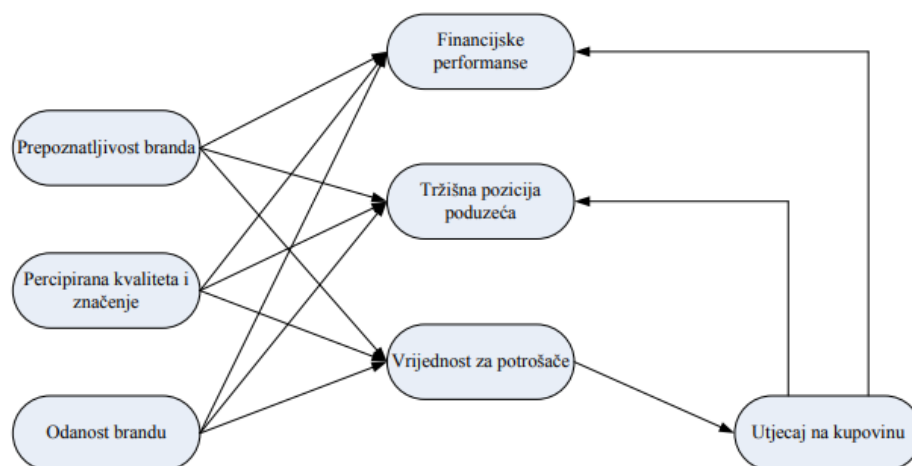 Financijske
performanse
Prepoznatljivost branda
Tržišna pozicija
poduzeća
Percipirana kvaliteta i
značenje
Vrijednost za potrošače
Odanost brandu
Utjecaj na kupovinu